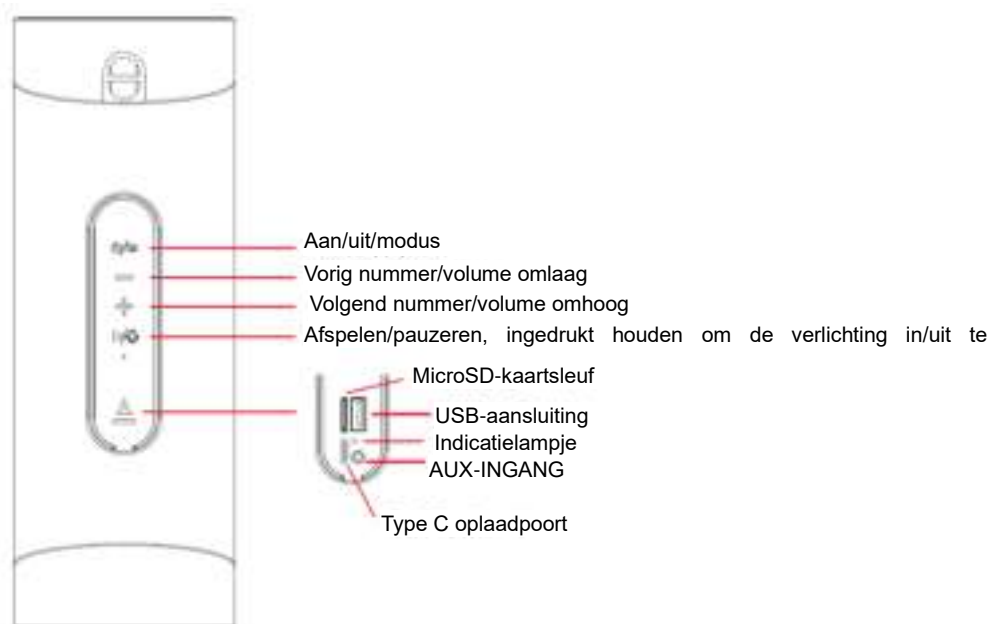 Aan/uit/modus
Vorig nummer/volume omlaag
Volgend nummer/volume omhoog
Afspelen/pauzeren, ingedrukt houden om de verlichting in/uit te
MicroSD-kaartsleuf
USB-aansluiting
Indicatielampje
AUX-INGANG
Type C oplaadpoort